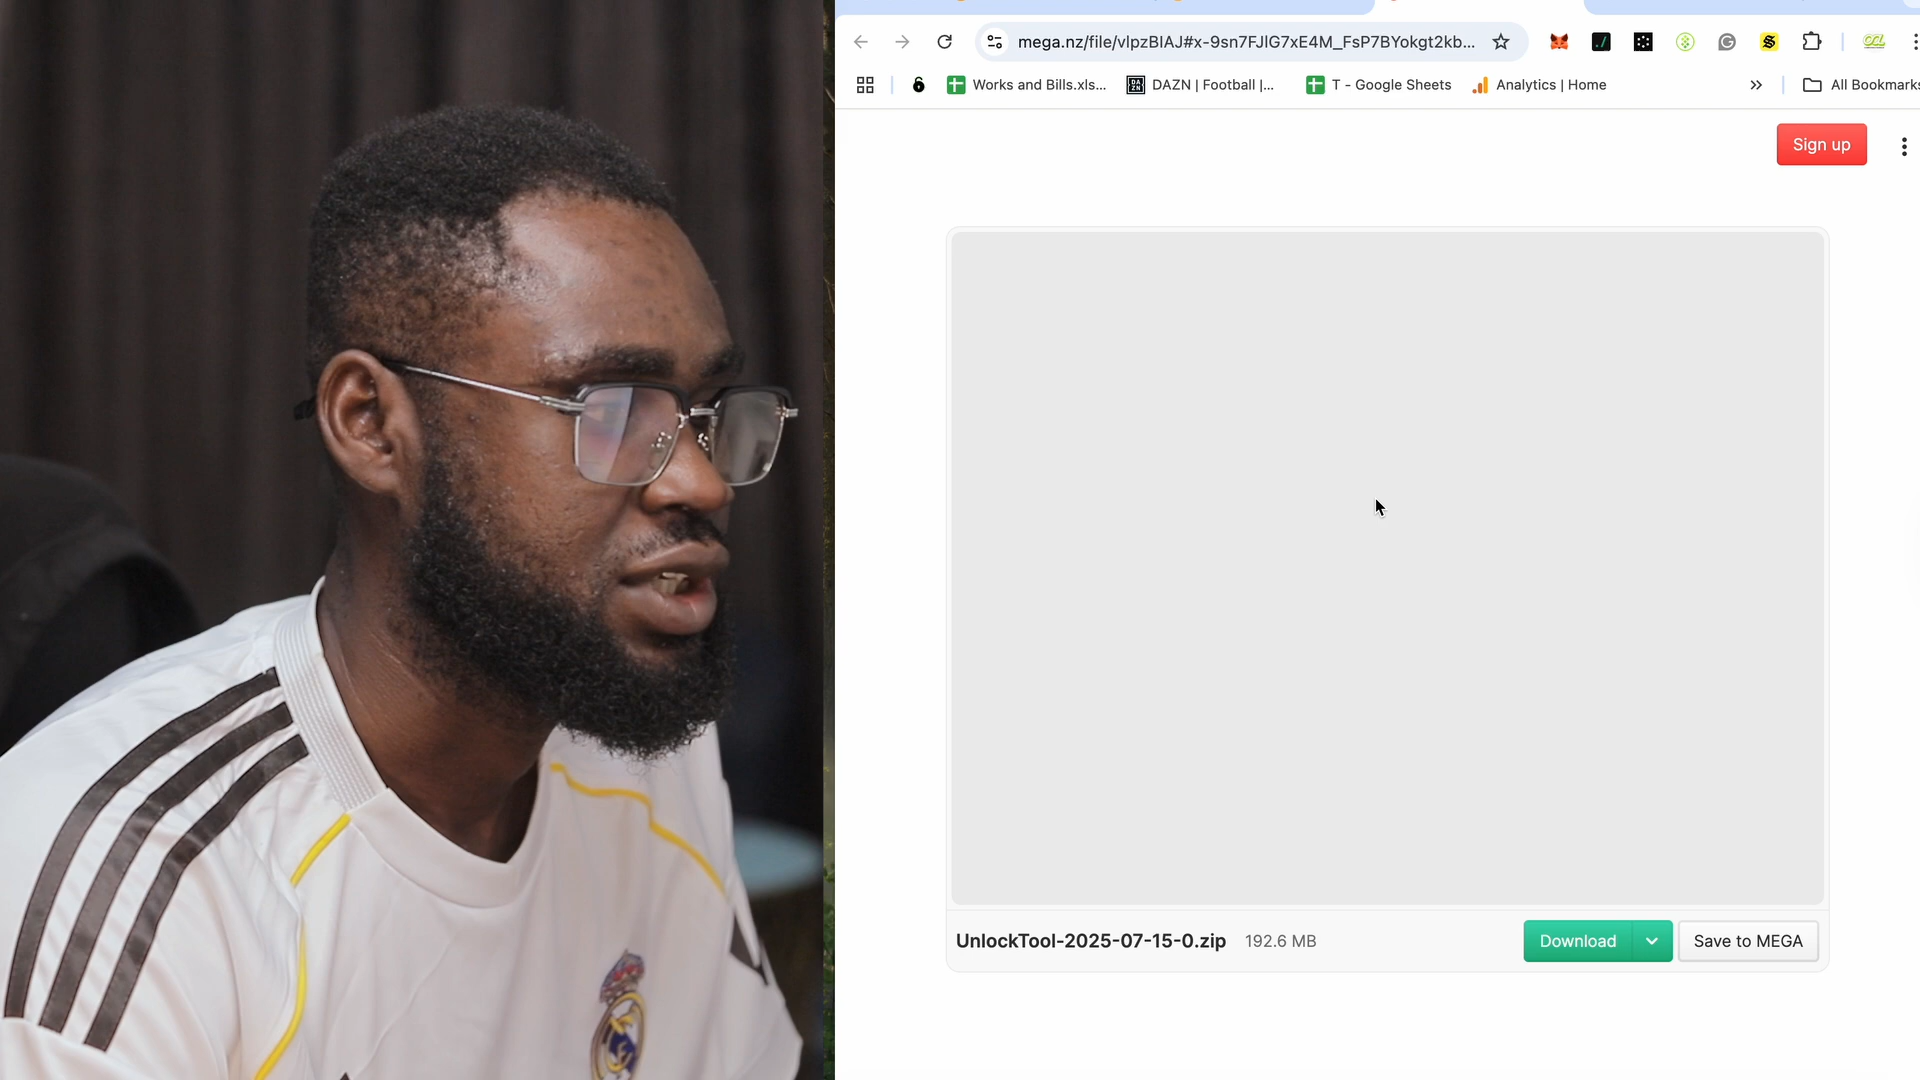 mega.nz/file/vlpzBIAJ#x-9sn7FJlG7xE4M_FsP7BYokgt2kb...
Works and Bills.xls... DAZN | Football |... T - Google Sheets Analytics | Home All Bookmarks
Sign up
UnlockTool-2025-07-15-0.zip 192.6 MB Download Save to MEGA